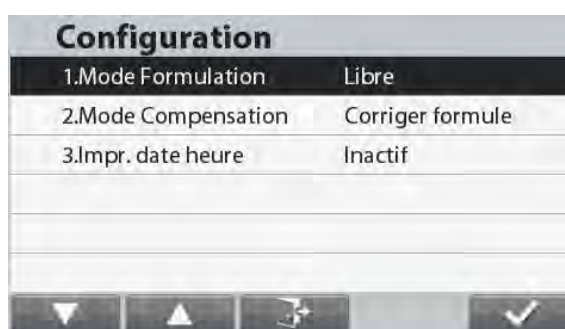 Configuration
1.Mode Formulation Libre
2.Mode Compensation Corriger formule
3.Impr. date heure Inactif